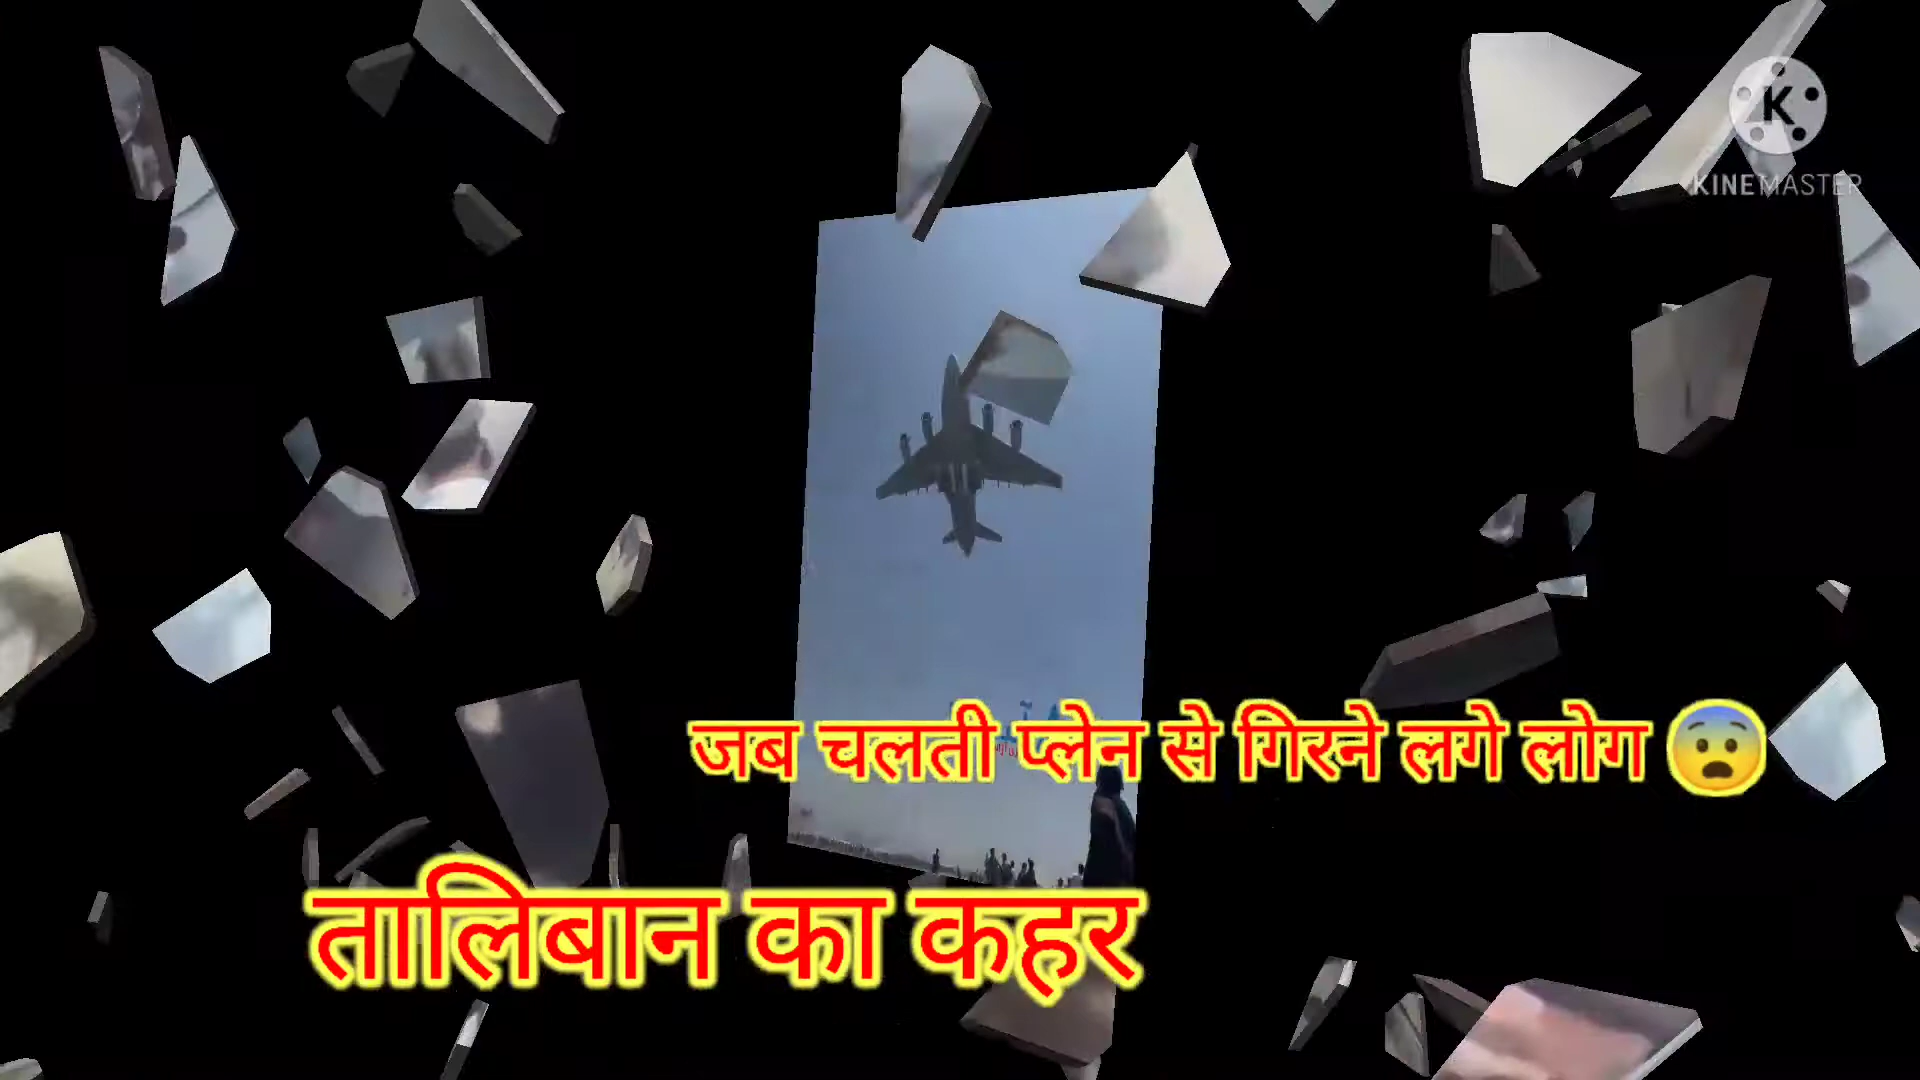 KINEMASTER
जब चलती प्लेन से गिरने लगे लोग 😨
तालिबान का कहर